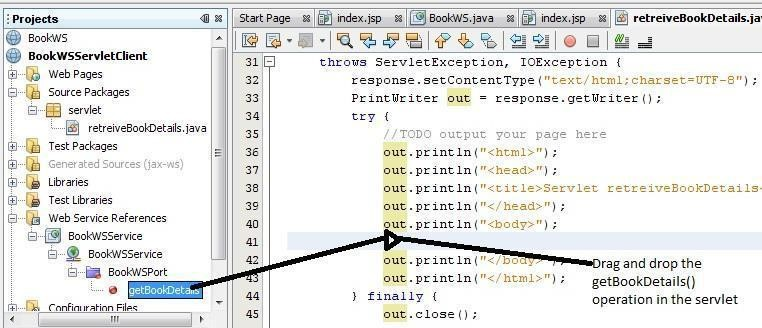 Projects
BookWS
BookWSServletClient
Web Pages
Source Packages
servlet
retreiveBookDetails.java
Test Packages
Generated Sources (jax-ws)
Libraries
Test Libraries
Web Service References
BookWSService
BookWSService
BookWSPort
getBookDetails
Configuration Files
Start Page
index.jsp
BookWS.java
index.jsp
retreiveBookDetails.java
31 throws ServletException, IOException {
32 response.setContentType("text/html;charset=UTF-8");
33 PrintWriter out = response.getWriter();
34 try {
35 //TODO output your page here
36 out.println("<html>");
37 out.println("<head>");
38 out.println("<title>Servlet retreiveBookDetails<
39 out.println("</head>");
40 out.println("<body>");
41
42 out.println("</body>
43 out.println("</html>");
44 } finally {
45 out.close();
Drag and drop the
getBookDetails()
operation in the servlet